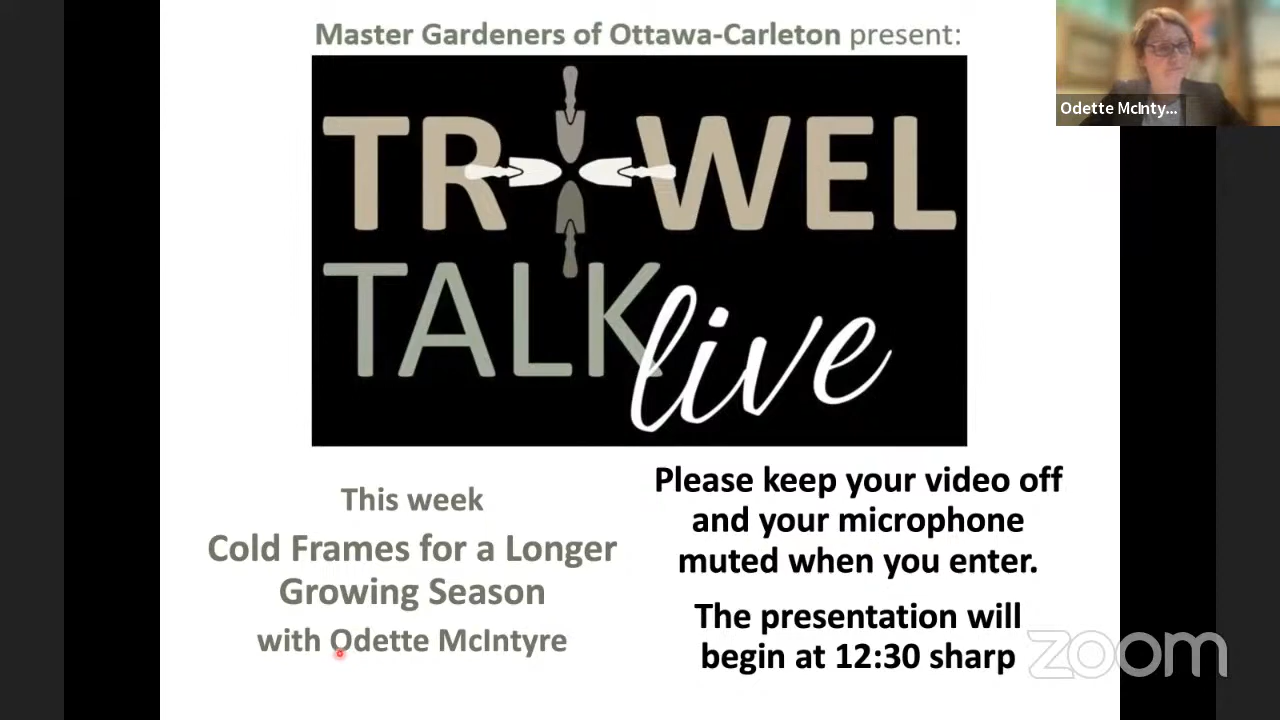 Master Gardeners of Ottawa-Carleton present:
Odette McInty...
TROWEL
TALK
live
This week
Cold Frames for a Longer
Growing Season
with Odette McIntyre
Please keep your video off
and your microphone
muted when you enter.
The presentation will
begin at 12:30 sharp
zoom